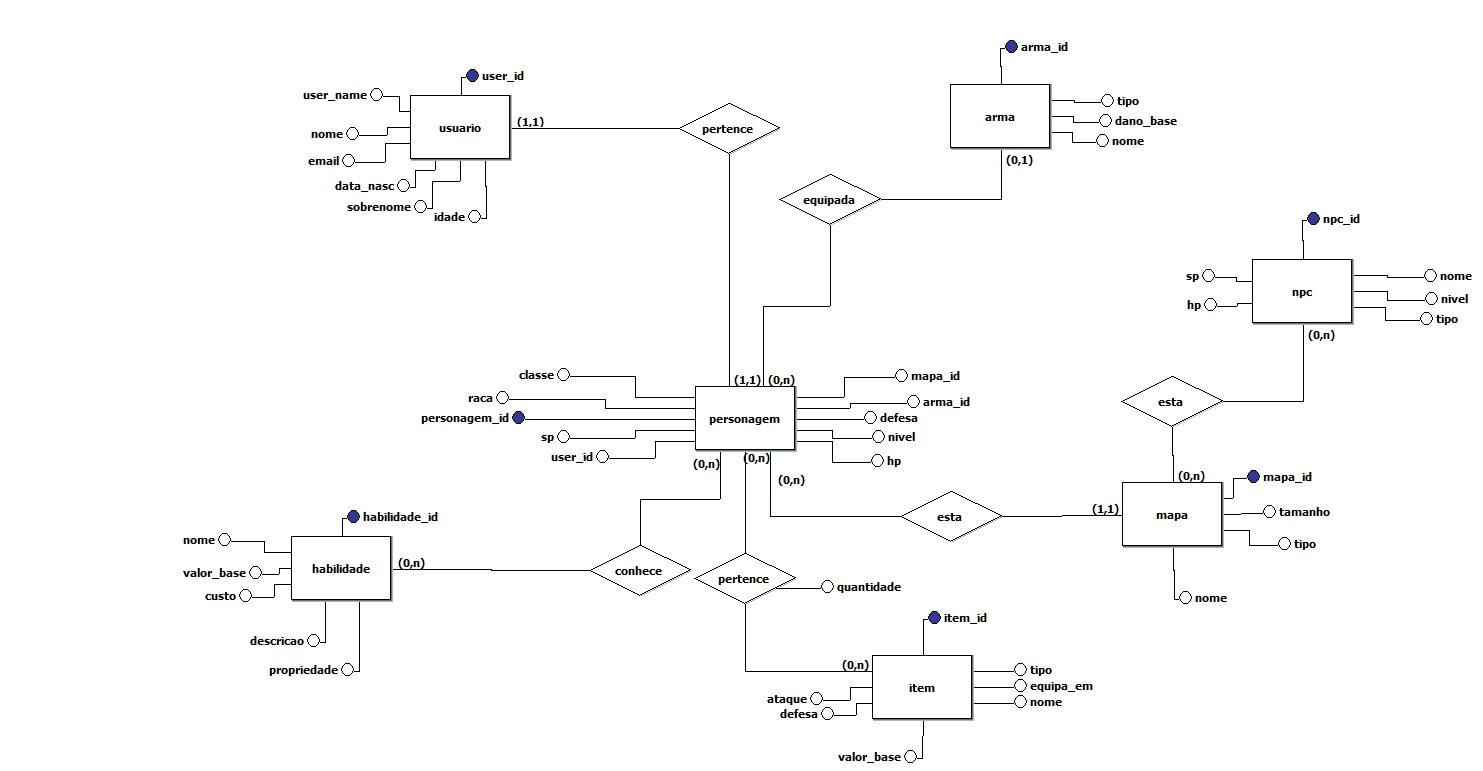 arma_id
user_id
user_name
usuario
(1,1)
pertence
nome
email
data_nasc
sobrenome
idade
arma
tipo
dano_base
nome
(0,1)
equipada
npc_id
sp
hp
npc
nome
nivel
tipo
(0,n)
esta
(0,n)
classe
raca
personagem_id
sp
user_id
(1,1)
(0,n)
personagem
mapa_id
arma_id
defesa
nivel
hp
(0,n)
(0,n)
(0,n)
esta
(1,1)
mapa
mapa_id
tamanho
tipo
nome
habilidade_id
nome
valor_base
custo
habilidade
(0,n)
descricao
propriedade
conhece
pertence
quantidade
item_id
(0,n)
item
tipo
equipa_em
nome
ataque
defesa
valor_base